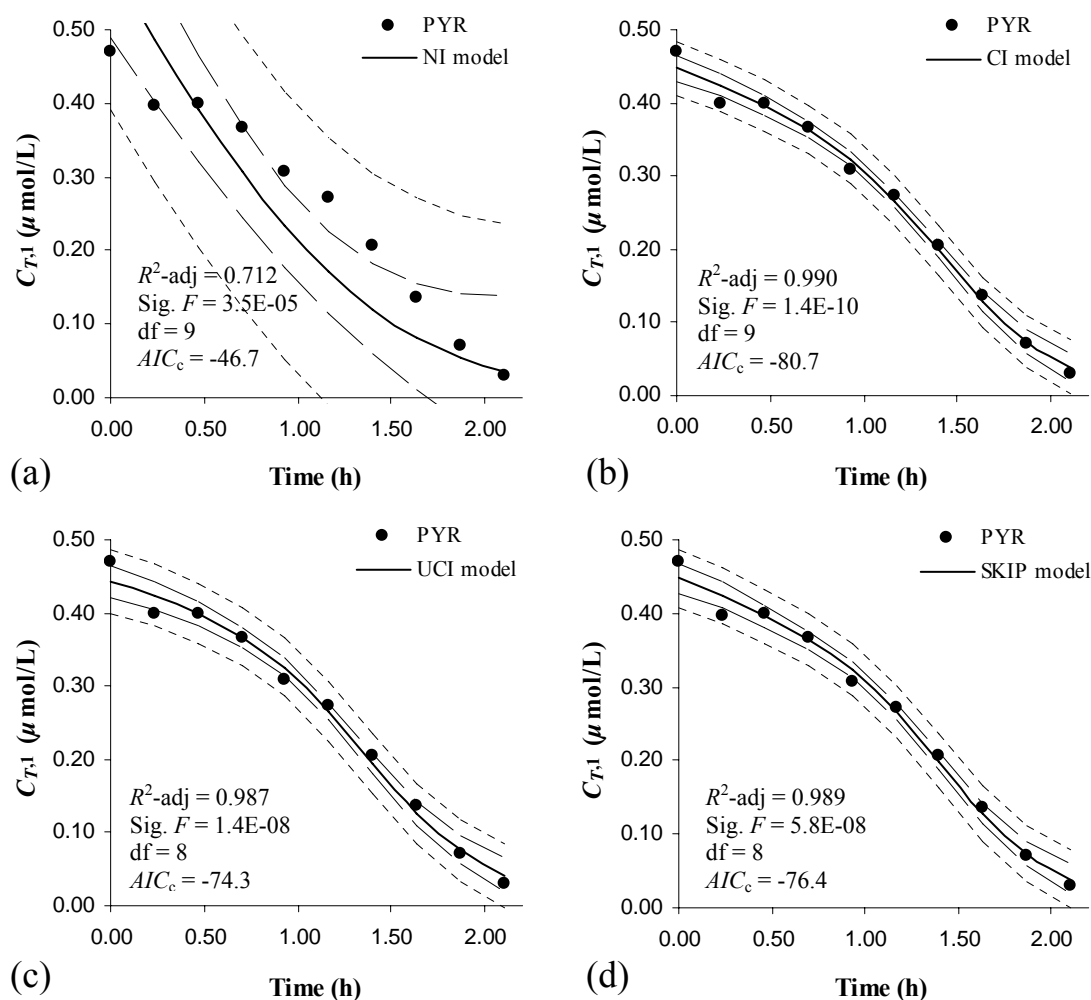 PYR
NI model
0.50
0.40
0.30
0.20
0.10
0.00
C_T,1 (μ mol/L)
R²-adj = 0.712
Sig. F = 3.5E-05
df = 9
AIC_c = -46.7
0.00 0.50 1.00 1.50 2.00
Time (h)
(a)
PYR
CI model
0.50
0.40
0.30
0.20
0.10
0.00
C_T,1 (μ mol/L)
R²-adj = 0.990
Sig. F = 1.4E-10
df = 9
AIC_c = -80.7
0.00 0.50 1.00 1.50 2.00
Time (h)
(b)
PYR
UCI model
0.50
0.40
0.30
0.20
0.10
0.00
C_T,1 (μ mol/L)
R²-adj = 0.987
Sig. F = 1.4E-08
df = 8
AIC_c = -74.3
0.00 0.50 1.00 1.50 2.00
Time (h)
(c)
PYR
SKIP model
0.50
0.40
0.30
0.20
0.10
0.00
C_T,1 (μ mol/L)
R²-adj = 0.989
Sig. F = 5.8E-08
df = 8
AIC_c = -76.4
0.00 0.50 1.00 1.50 2.00
Time (h)
(d)